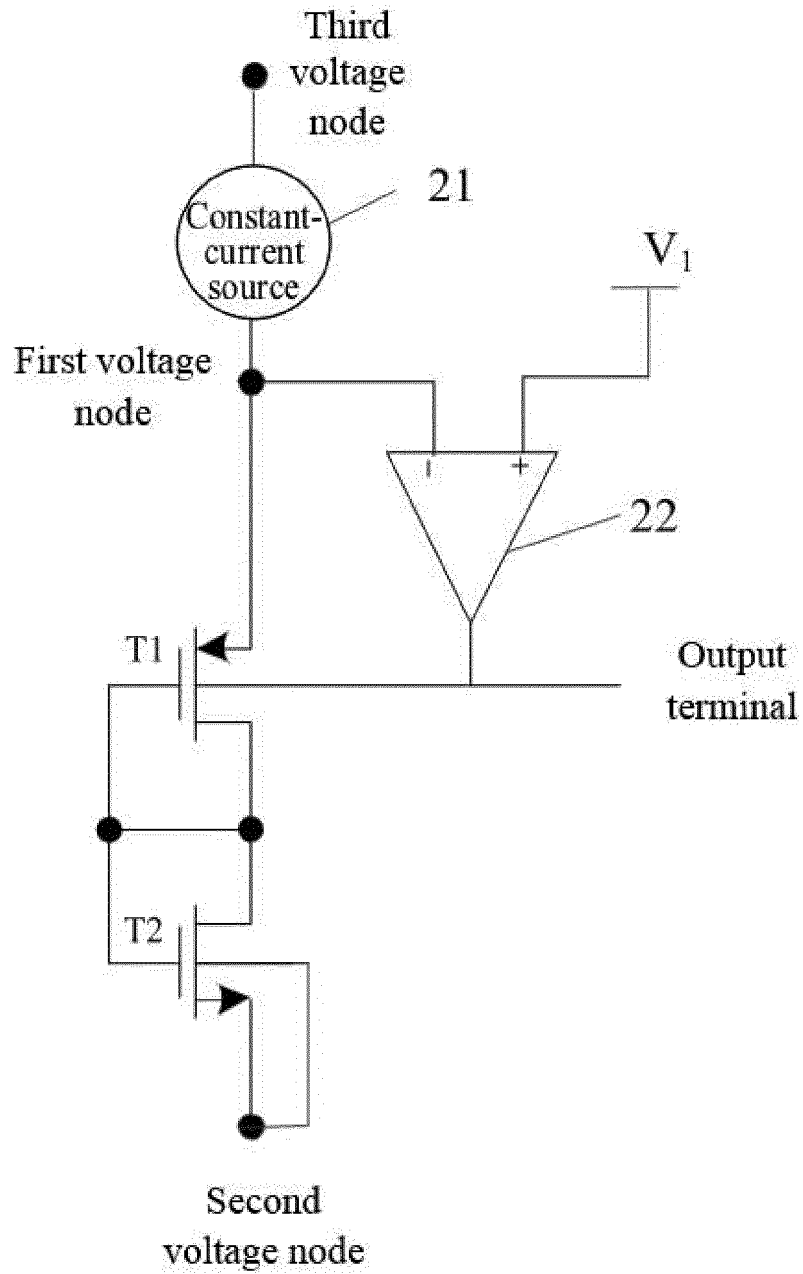 Third
voltage
node
21
Constant-
current
source
V1
First voltage
node
- +
22
T1
Output
terminal
T2
Second
voltage node